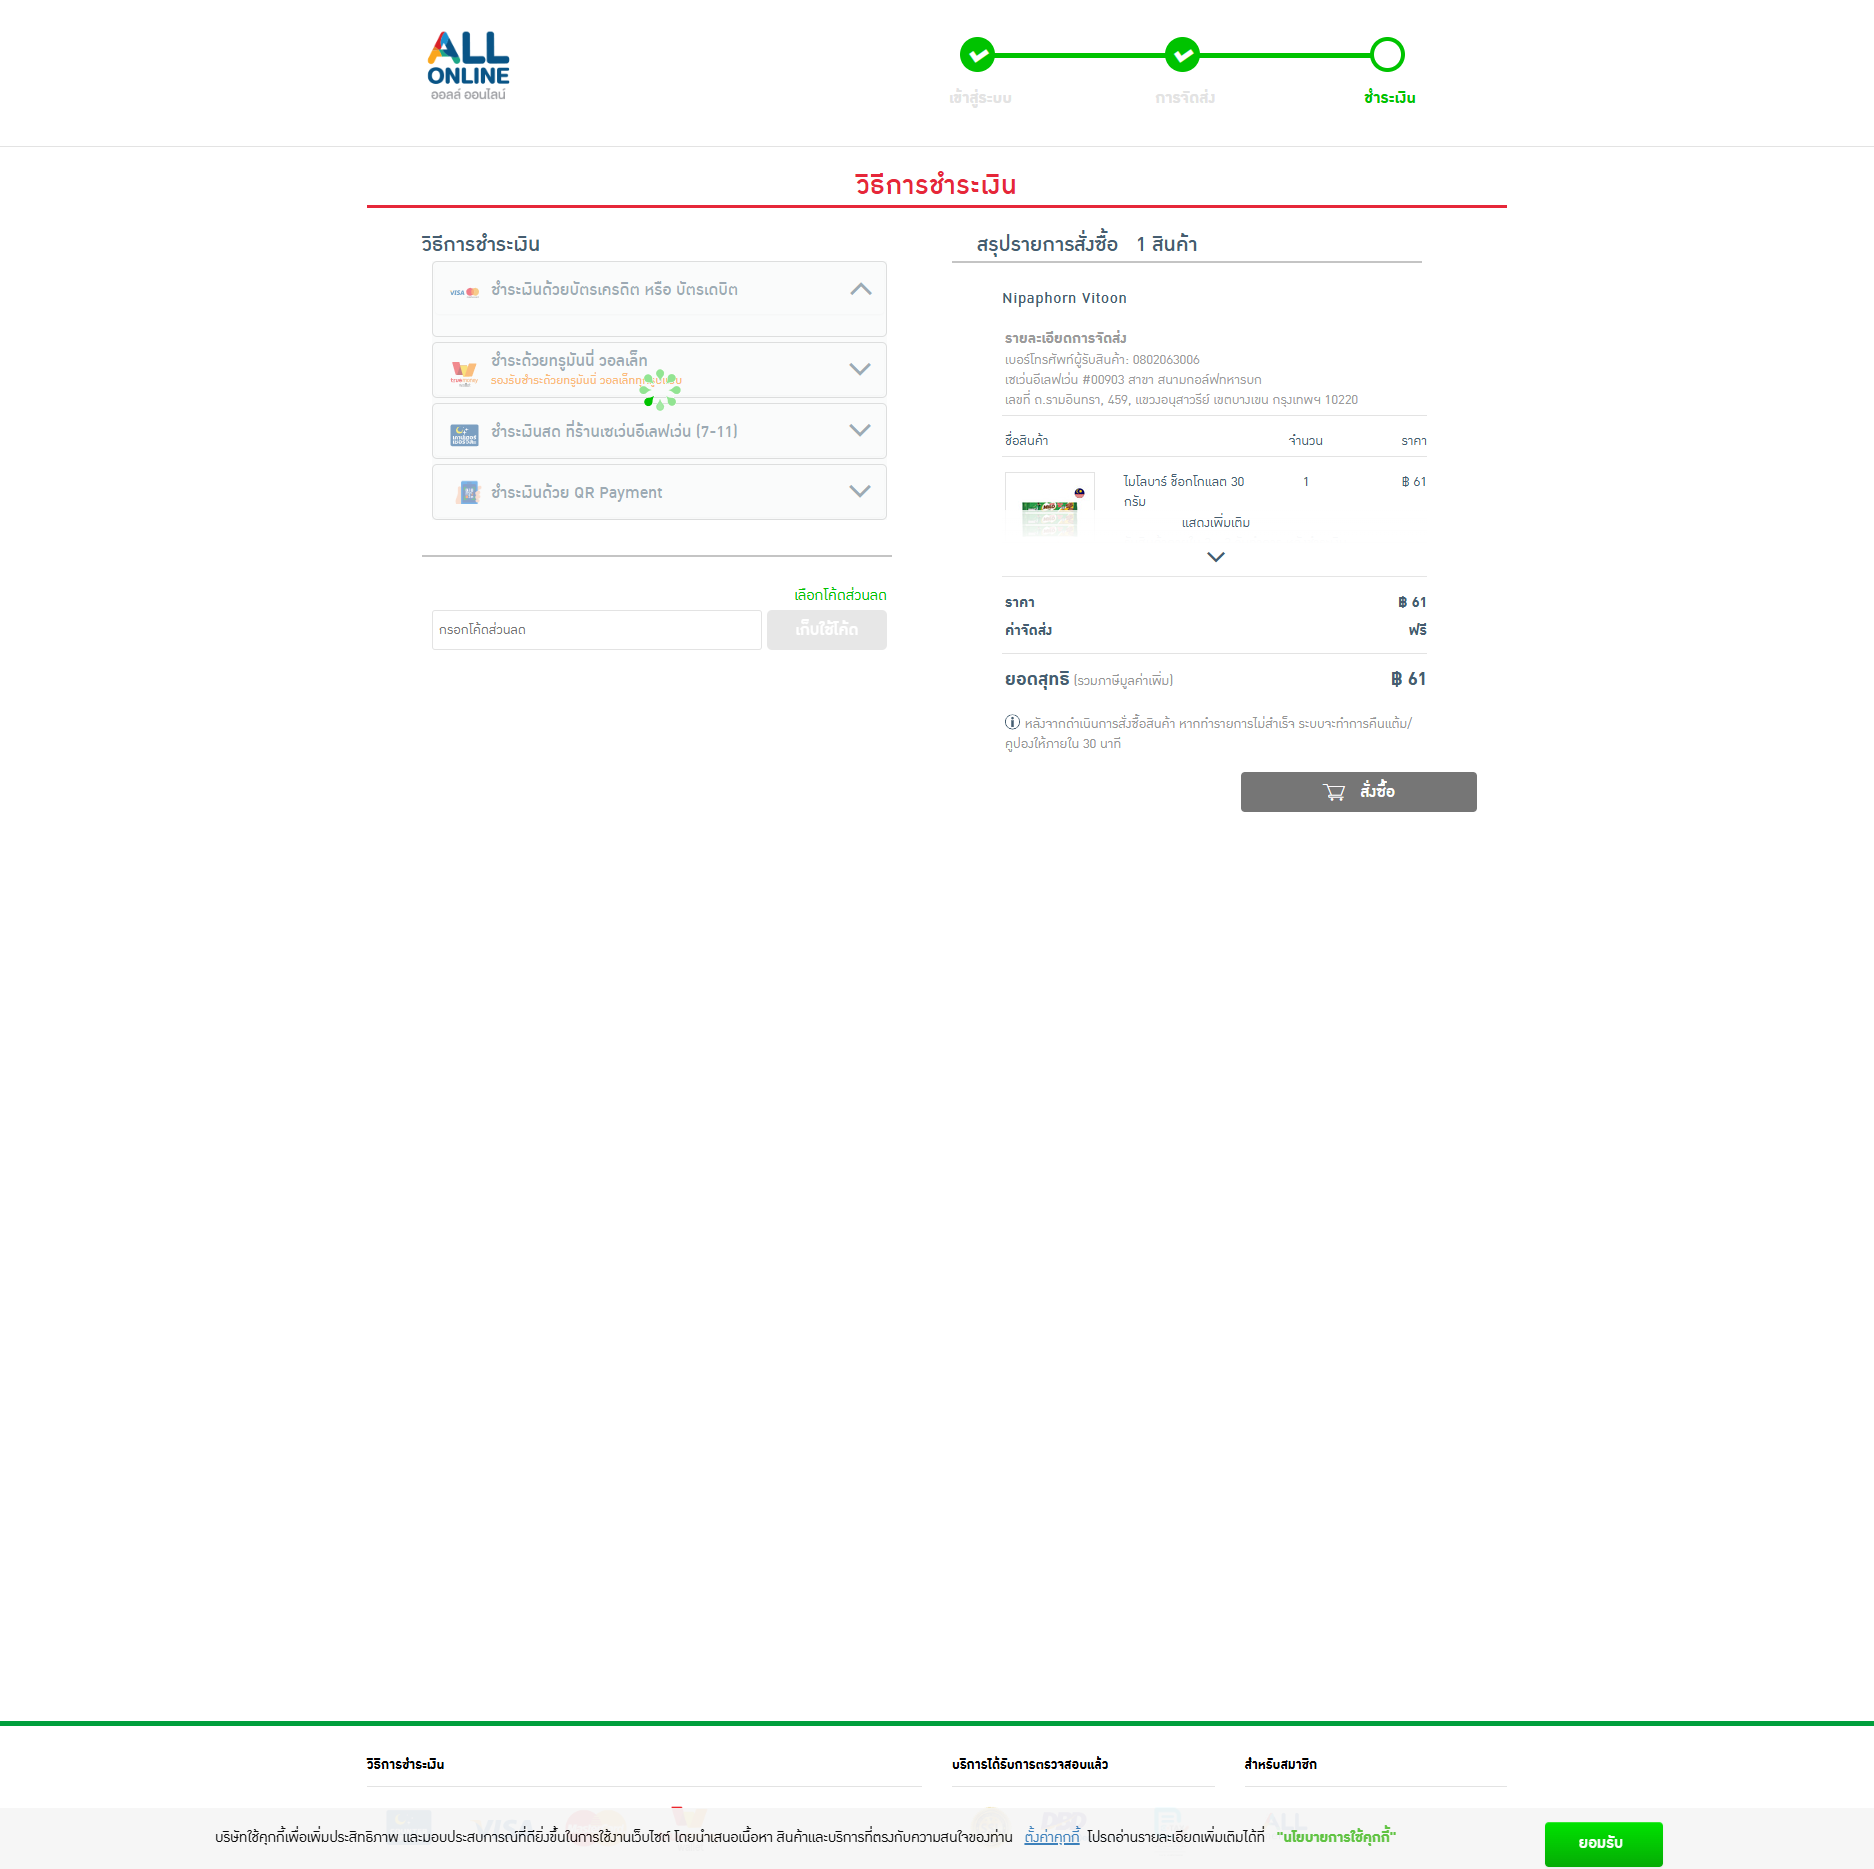 ALL
ONLINE
ออลล์ ออนไลน์
เข้าสู่ระบบ
การจัดส่ง
ชำระเงิน
วิธีการชำระเงิน
วิธีการชำระเงิน
VISA ชำระเงินด้วยบัตรเครดิต หรือ บัตรเดบิต
ชำระด้วยทรูมันนี่ วอลเล็ท
รองรับชำระด้วยทรูมันนี่ วอลเล็ททุกรูปแบบ
ชำระเงินสด ที่ร้านเซเว่นอีเลฟเว่น (7-11)
ชำระเงินด้วย QR Payment
เลือกโค้ดส่วนลด
กรอกโค้ดส่วนลด
เก็บใช้โค้ด
สรุปรายการสั่งซื้อ 1 สินค้า
Nipaphorn Vitoon
รายละเอียดการจัดส่ง
เบอร์โทรศัพท์ผู้รับสินค้า: 0802063006
เซเว่นอีเลฟเว่น #00903 สาขา สนามกอล์ฟทหารบก
เลขที่ ถ.รามอินทรา, 459, แขวงอนุสาวรีย์ เขตบางเขน กรุงเทพฯ 10220
ชื่อสินค้า จำนวน ราคา
ไมโลบาร์ ช็อกโกแลต 30 1 ฿ 61
กรัม
แสดงเพิ่มเติม
ราคา ฿ 61
ค่าจัดส่ง ฟรี
ยอดสุทธิ (รวมภาษีมูลค่าเพิ่ม) ฿ 61
หลังจากดำเนินการสั่งซื้อสินค้า หากทำรายการไม่สำเร็จ ระบบจะทำการคืนแต้ม/
คูปองให้ภายใน 30 นาที
สั่งซื้อ
วิธีการชำระเงิน
บริการได้รับการตรวจสอบแล้ว
สำหรับสมาชิก
บริษัทใช้คุกกี้เพื่อเพิ่มประสิทธิภาพ และมอบประสบการณ์ที่ดียิ่งขึ้นในการใช้งานเว็บไซต์ โดยนำเสนอเนื้อหา สินค้าและบริการที่ตรงกับความสนใจของท่าน ตั้งค่าคุกกี้ โปรดอ่านรายละเอียดเพิ่มเติมได้ที่ "นโยบายการใช้คุกกี้"
ยอมรับ